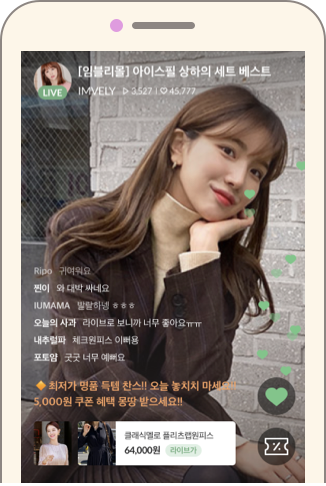 [임블리몰] 아이스필 상하의 세트 베스트
LIVE
IMVELY ▷ 3,527 | ♡ 45,777
Ripo 귀여워요
찐이 와 대박 싸네요
IUMAMA 말랑하넹 ㅎㅎㅎ
오늘의 사과 라이브로 보니까 너무 좋아요ㅠㅠ
내추럴파 체크원피스 이뻐용
포토얌 굿굿 너무 예뻐요
🔸최저가 명품 득템 찬스!! 오늘 놓치지 마세요!!
5,000원 쿠폰 혜택 몽땅 받으세요!!
클래식멜로 플리츠랩원피스
64,000원 라이브가